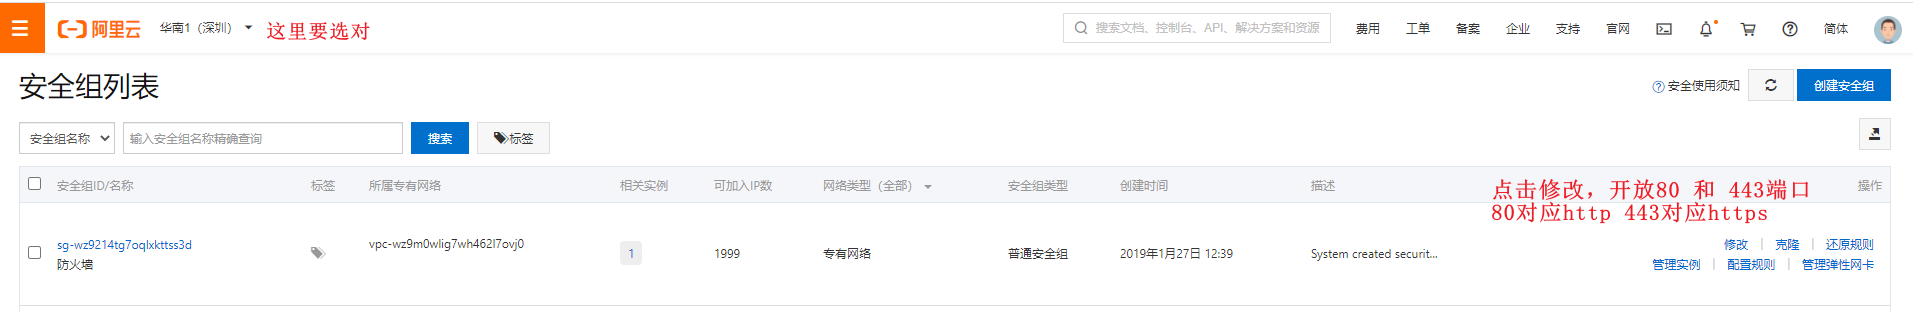 阿里云
华南1（深圳）
这里要选对
搜索文档、控制台、API、解决方案和资源
费用
工单
备案
企业
支持
官网
简体
安全组列表
安全使用须知
创建安全组
安全组名称
输入安全组名称精确查询
搜索
标签
安全组ID/名称
标签
所属专有网络
相关实例
可加入IP数
网络类型（全部）
安全组类型
创建时间
描述
操作
点击修改，开放80 和 443端口
80对应http 443对应https
sg-wz9214tg7oqlxkttss3d
防火墙
vpc-wz9m0wlig7wh462l7ovj0
1
1999
专有网络
普通安全组
2019年1月27日 12:39
System created securit...
修改 | 克隆 | 还原规则
管理实例 | 配置规则 | 管理弹性网卡